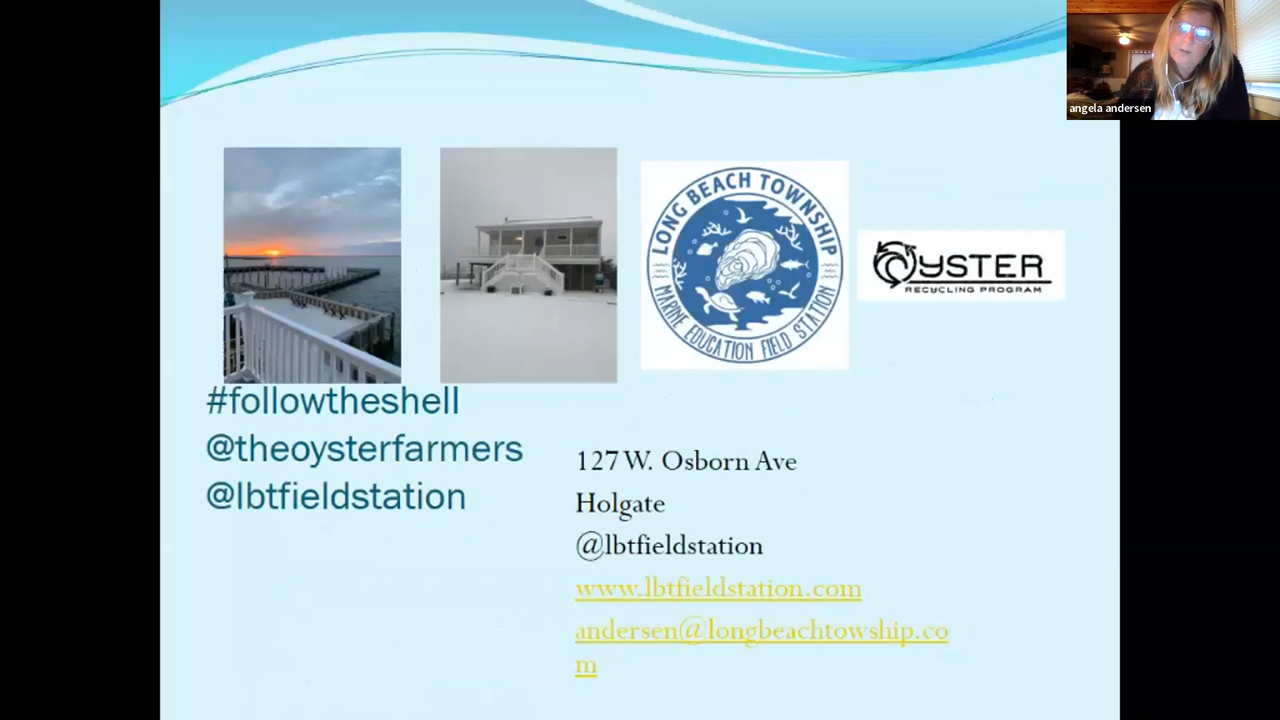 angela andersen
LONG BEACH TOWNSHIP
MARINE EDUCATION FIELD STATION
OYSTER
RECYCLING PROGRAM
#followtheshell
@theoysterfarmers
@lbtfieldstation
127 W. Osborn Ave
Holgate
@lbtfieldstation
www.lbtfieldstation.com
andersen@longbeachtowship.co
m